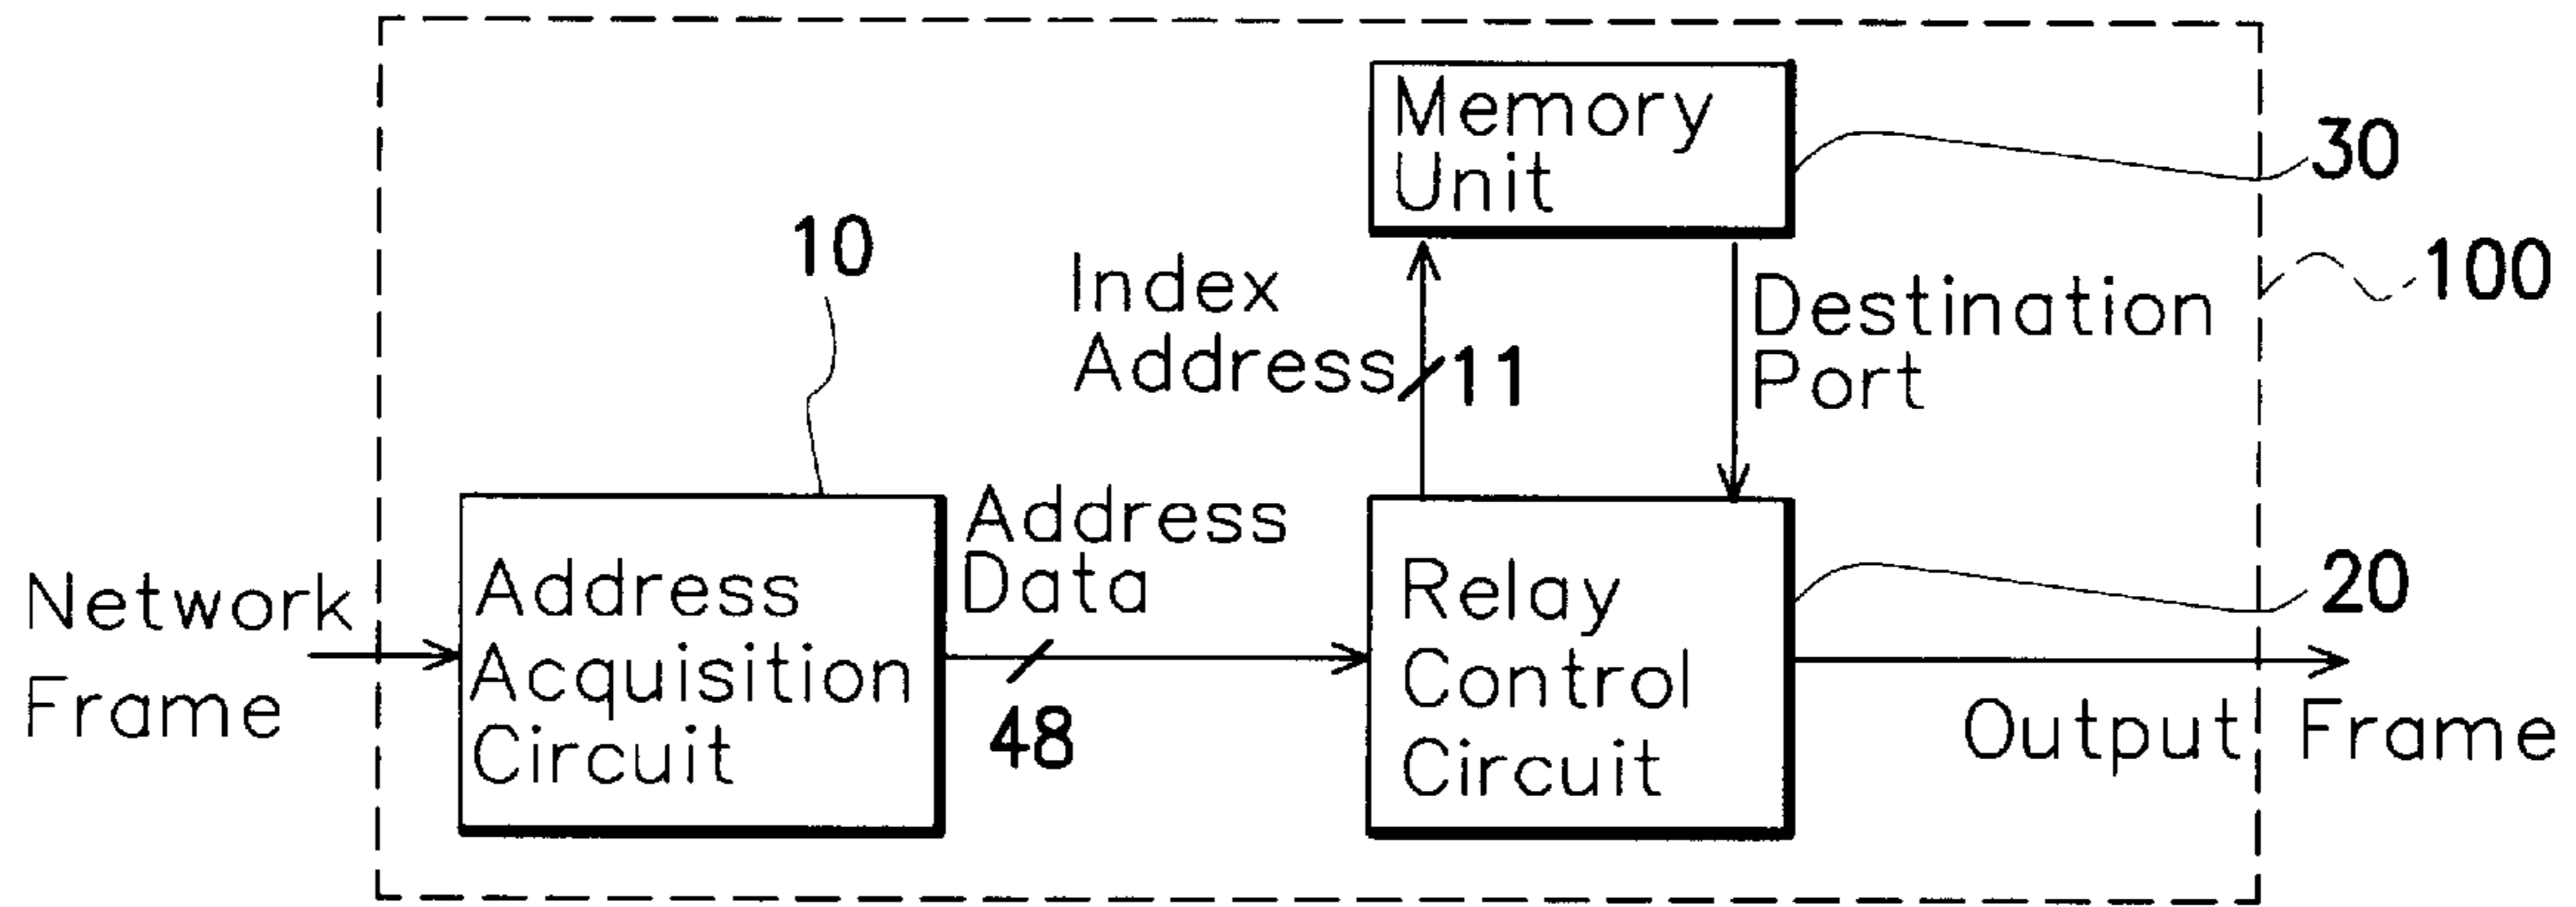 Memory
Unit
30
10
100
Index
Address
11
Destination
Port
Network
Frame
Address
Acquisition
Circuit
Address
Data
48
Relay
Control
Circuit
20
Output Frame